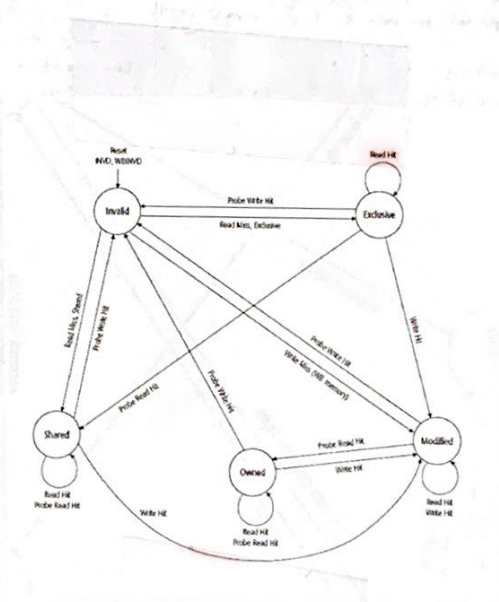 Reset
INVD, WBINVD
Read Hit
Invalid
Probe Write Hit
Read Miss, Exclusive
Exclusive
Read Miss, Shared
Probe Write Hit
Probe Read Hit
Probe Write Hit
Probe Write Hit
Write Miss (WB memory)
Write Hit
Shared
Read Hit
Probe Read Hit
Owned
Probe Read Hit
Write Hit
Modified
Read Hit
Probe Read Hit
Read Hit
Write Hit
Write Hit